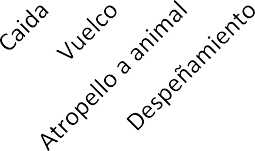 Caida
Vuelco
Atropello a animal
Despeñamiento